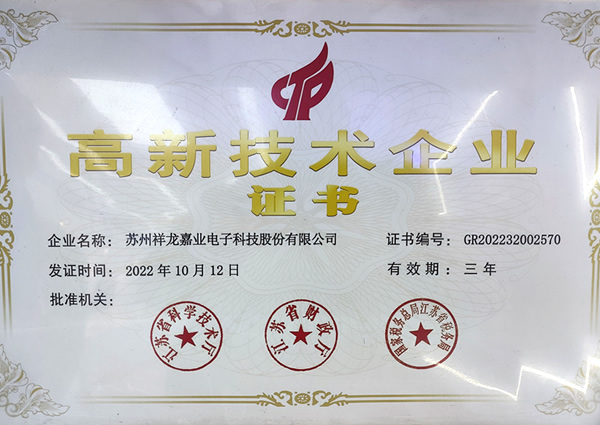 高新技术企业
证书
企业名称：苏州祥龙嘉业电子科技股份有限公司 证书编号：GR202232002570
发证时间：2022年10月12日 有效期：三年
批准机关：
江苏省科学技术厅 江苏省财政厅 国家税务总局江苏省税务局